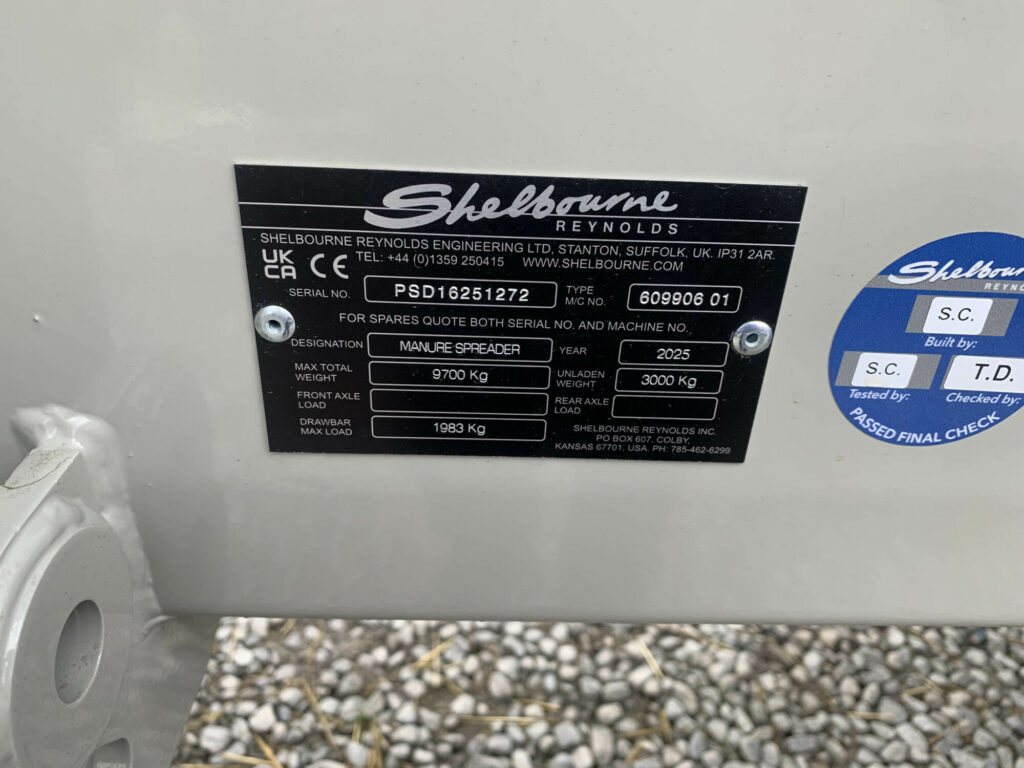 Shelbourne
REYNOLDS
SHELBOURNE REYNOLDS ENGINEERING LTD, STANTON, SUFFOLK, UK. IP31 2AR.
UK CA CE TEL: +44 (0)1359 250415 WWW.SHELBOURNE.COM
SERIAL NO. PSD16251272 TYPE M/C NO. 609906 01
FOR SPARES QUOTE BOTH SERIAL NO. AND MACHINE NO.
DESIGNATION MANURE SPREADER YEAR 2025
MAX TOTAL WEIGHT 9700 Kg UNLADEN WEIGHT 3000 Kg
FRONT AXLE LOAD REAR AXLE LOAD
DRAWBAR MAX LOAD 1983 Kg
SHELBOURNE REYNOLDS INC.
PO BOX 607, COLBY,
KANSAS 67701, USA. PH: 785-462-6299
Shelbourn
REYNO
S.C.
Built by:
S.C. T.D.
Tested by: Checked by:
PASSED FINAL CHECK